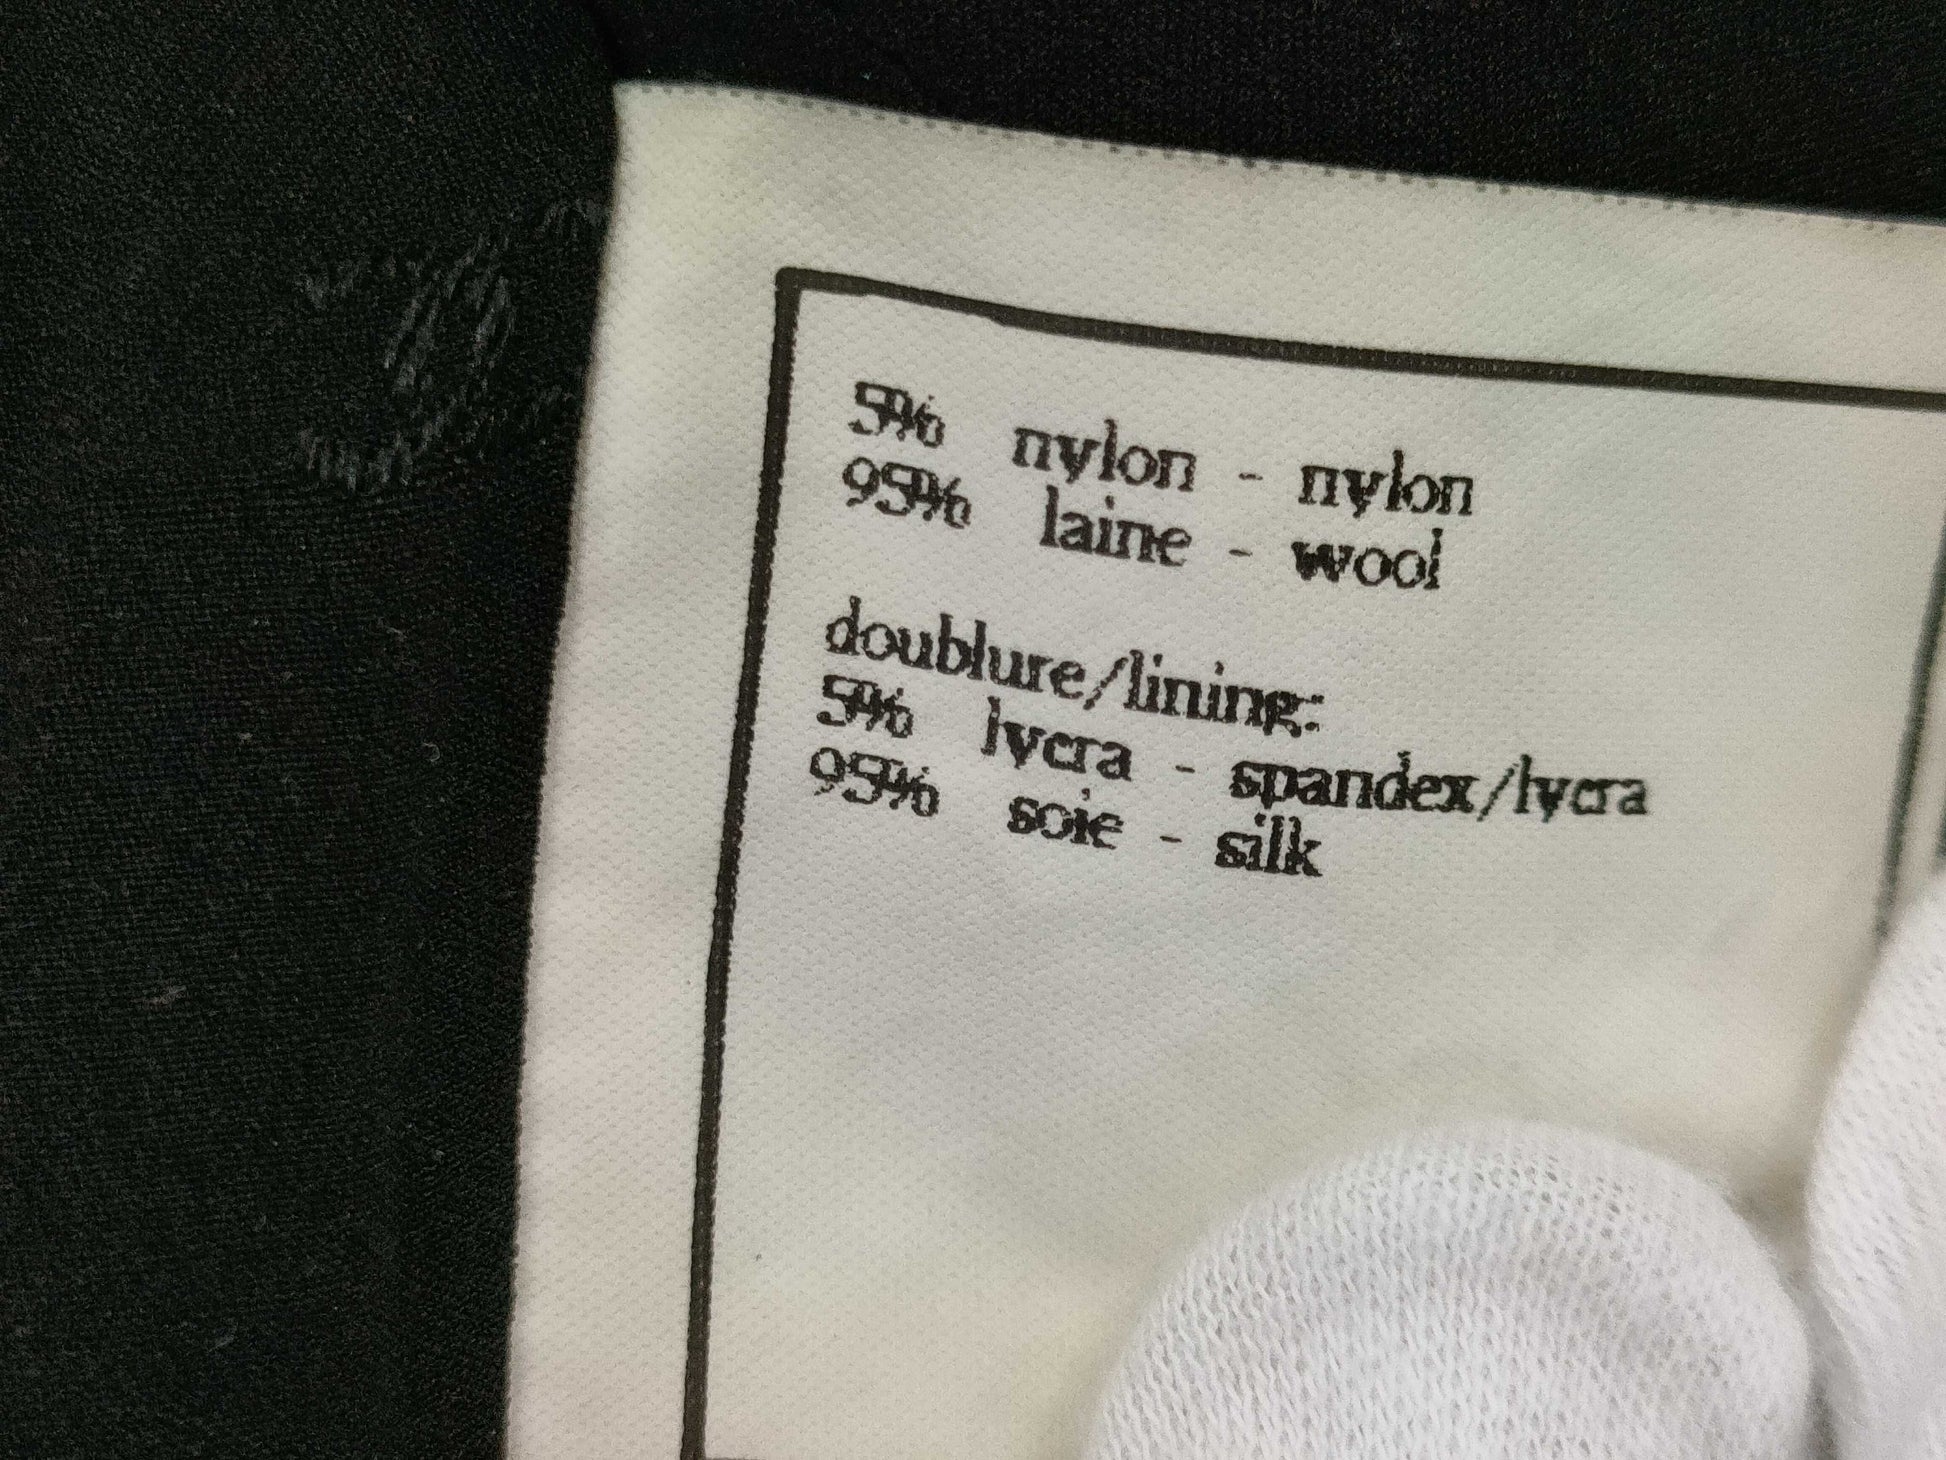 5% nylon - nylon
95% laine - wool
doublure/lining:
5% lycra - spandex/lycra
95% soie - silk